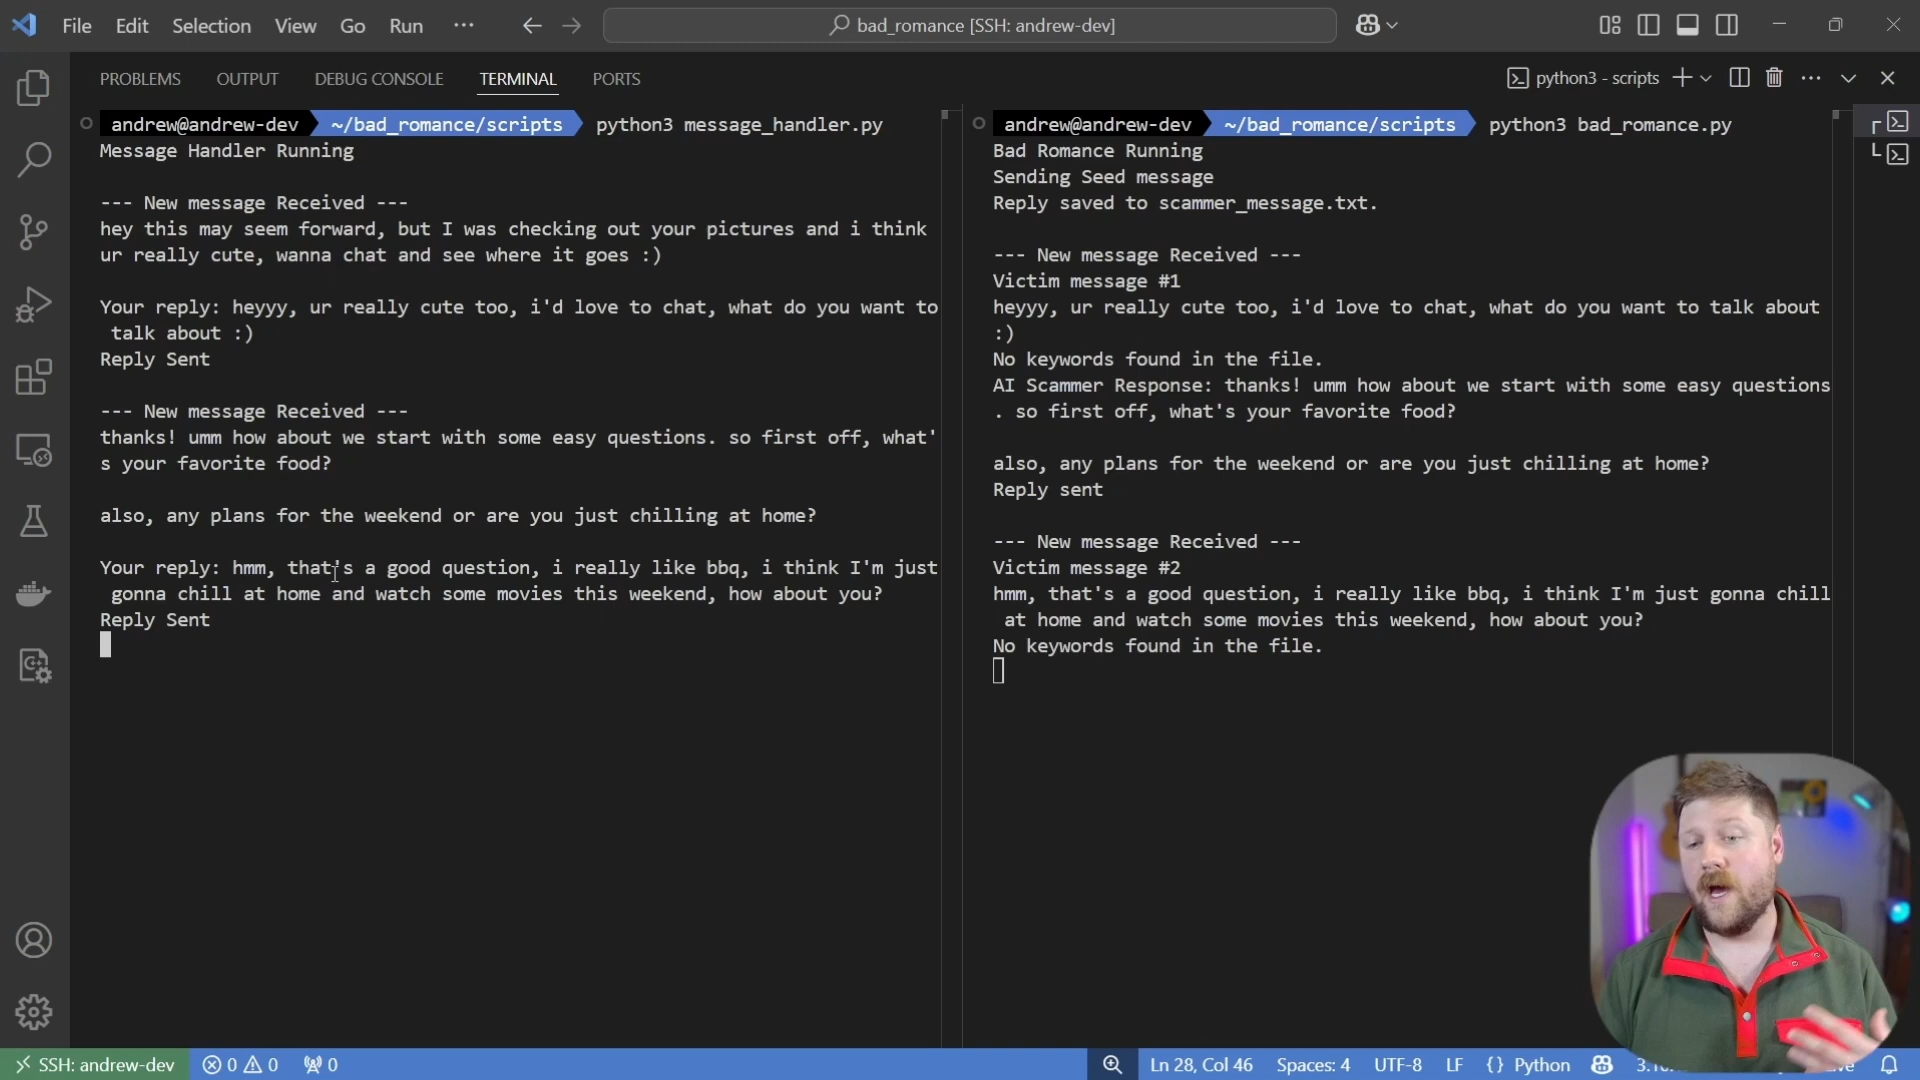 File Edit Selection View Go Run ··· bad_romance [SSH: andrew-dev]
PROBLEMS OUTPUT DEBUG CONSOLE TERMINAL PORTS python3 - scripts
andrew@andrew-dev ~/bad_romance/scripts python3 message_handler.py
Message Handler Running
--- New message Received ---
hey this may seem forward, but I was checking out your pictures and i think
ur really cute, wanna chat and see where it goes :)
Your reply: heyyy, ur really cute too, i'd love to chat, what do you want to
talk about :)
Reply Sent
--- New message Received ---
thanks! umm how about we start with some easy questions. so first off, what'
s your favorite food?
also, any plans for the weekend or are you just chilling at home?
Your reply: hmm, that's a good question, i really like bbq, i think I'm just
gonna chill at home and watch some movies this weekend, how about you?
Reply Sent
andrew@andrew-dev ~/bad_romance/scripts python3 bad_romance.py
Bad Romance Running
Sending Seed message
Reply saved to scammer_message.txt.
--- New message Received ---
Victim message #1
heyyy, ur really cute too, i'd love to chat, what do you want to talk about
:)
No keywords found in the file.
AI Scammer Response: thanks! umm how about we start with some easy questions
. so first off, what's your favorite food?
also, any plans for the weekend or are you just chilling at home?
Reply sent
--- New message Received ---
Victim message #2
hmm, that's a good question, i really like bbq, i think I'm just gonna chill
at home and watch some movies this weekend, how about you?
No keywords found in the file.
SSH: andrew-dev 0 0 0 Ln 28, Col 46 Spaces: 4 UTF-8 LF {} Python